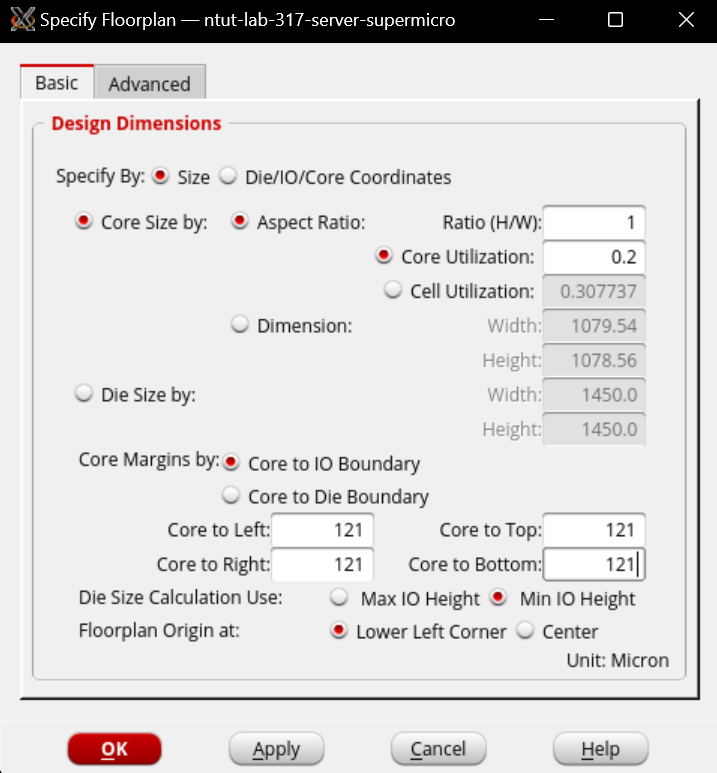 Specify Floorplan — ntut-lab-317-server-supermicro
Basic Advanced
Design Dimensions
Specify By: Size Die/IO/Core Coordinates
Core Size by: Aspect Ratio: Ratio (H/W): 1
Core Utilization: 0.2
Cell Utilization: 0.307737
Dimension: Width: 1079.54
Height: 1078.56
Die Size by: Width: 1450.0
Height: 1450.0
Core Margins by: Core to IO Boundary
Core to Die Boundary
Core to Left: 121 Core to Top: 121
Core to Right: 121 Core to Bottom: 121
Die Size Calculation Use: Max IO Height Min IO Height
Floorplan Origin at: Lower Left Corner Center
Unit: Micron
OK Apply Cancel Help